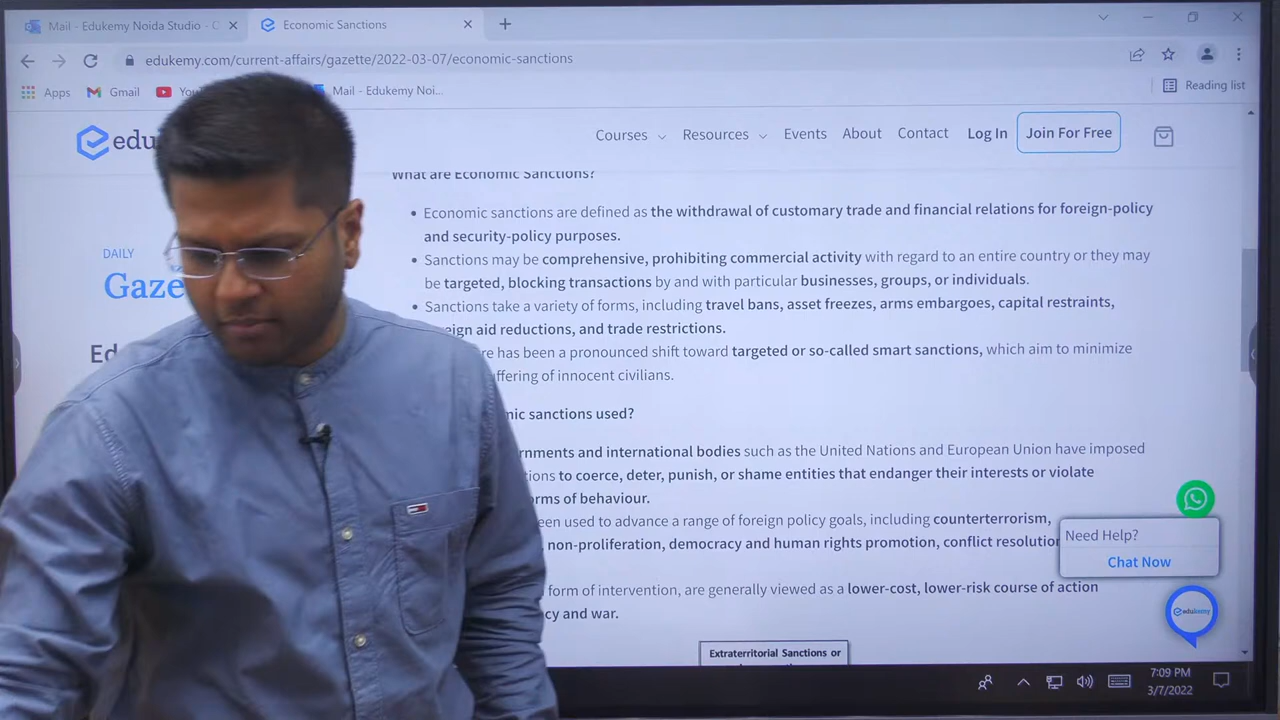 Mail - Edukemy Noida Studio - C
Economic Sanctions
edukemy.com/current-affairs/gazette/2022-03-07/economic-sanctions
Apps
Gmail
Mail - Edukemy Noi...
Reading list
edu
Courses
Resources
Events
About
Contact
Log In
Join For Free
What are Economic Sanctions?
DAILY
Gaze
• Economic sanctions are defined as the withdrawal of customary trade and financial relations for foreign-policy
and security-policy purposes.
• Sanctions may be comprehensive, prohibiting commercial activity with regard to an entire country or they may
be targeted, blocking transactions by and with particular businesses, groups, or individuals.
• Sanctions take a variety of forms, including travel bans, asset freezes, arms embargoes, capital restraints,
eign aid reductions, and trade restrictions.
re has been a pronounced shift toward targeted or so-called smart sanctions, which aim to minimize
ffering of innocent civilians.
Ed
mic sanctions used?
rnments and international bodies such as the United Nations and European Union have imposed
tions to coerce, deter, punish, or shame entities that endanger their interests or violate
orms of behaviour.
een used to advance a range of foreign policy goals, including counterterrorism,
, non-proliferation, democracy and human rights promotion, conflict resolution
form of intervention, are generally viewed as a lower-cost, lower-risk course of action
cy and war.
Extraterritorial Sanctions or
Need Help?
Chat Now
edukemy
7:09 PM
3/7/2022